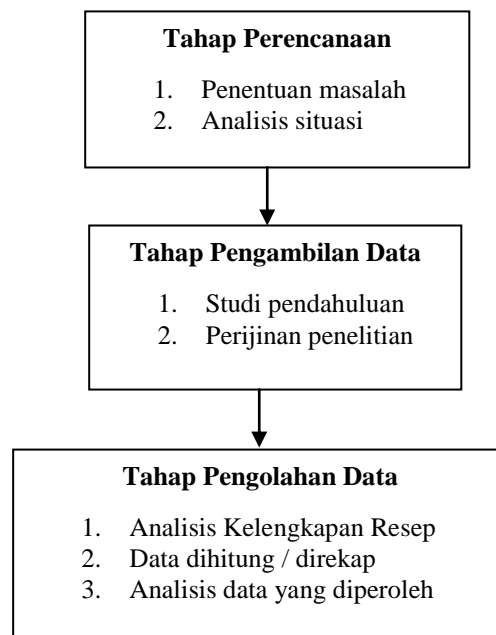 Tahap Perencanaan
1. Penentuan masalah
2. Analisis situasi
Tahap Pengambilan Data
1. Studi pendahuluan
2. Perijinan penelitian
Tahap Pengolahan Data
1. Analisis Kelengkapan Resep
2. Data dihitung / direkap
3. Analisis data yang diperoleh